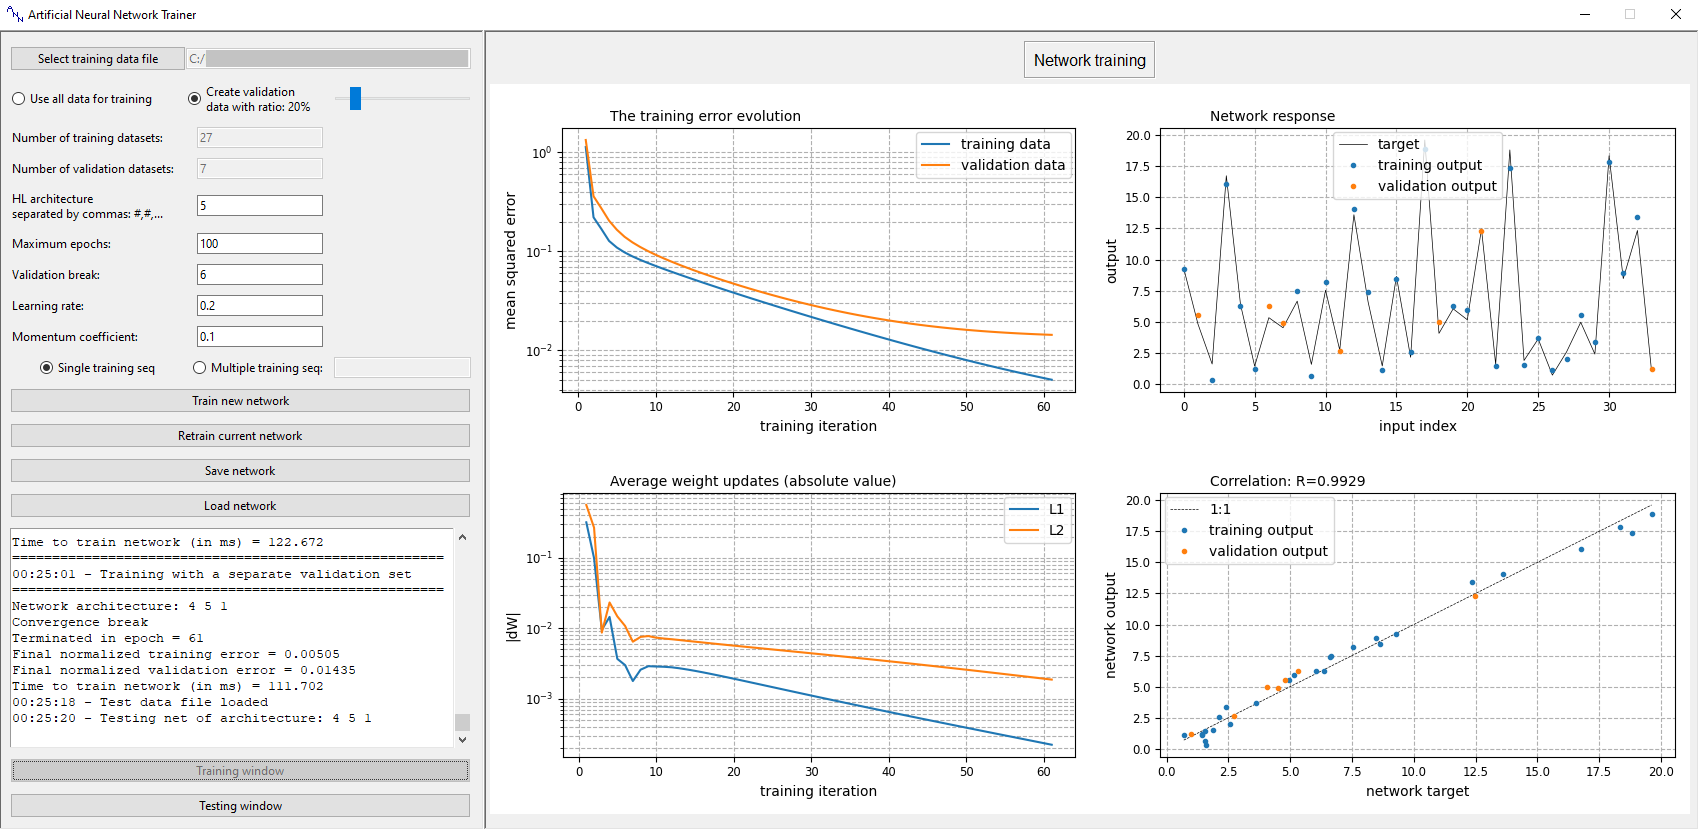 Artificial Neural Network Trainer
Select training data file
C:/
Use all data for training
Create validation
data with ratio: 20%
Number of training datasets:
27
Number of validation datasets:
7
HL architecture
separated by commas: #,#,...
5
Maximum epochs:
100
Validation break:
6
Learning rate:
0.2
Momentum coefficient:
0.1
Single training seq
Multiple training seq:
Train new network
Retrain current network
Save network
Load network
Time to train network (in ms) = 122.672
======================================================
00:25:01 - Training with a separate validation set
======================================================
Network architecture: 4 5 1
Convergence break
Terminated in epoch = 61
Final normalized training error = 0.00505
Final normalized validation error = 0.01435
Time to train network (in ms) = 111.702
00:25:18 - Test data file loaded
00:25:20 - Testing net of architecture: 4 5 1
Training window
Testing window
Network training
The training error evolution
training data
validation data
mean squared error
10^0
10^-1
10^-2
0 10 20 30 40 50 60
training iteration
Network response
target
training output
validation output
output
20.0
17.5
15.0
12.5
10.0
7.5
5.0
2.5
0.0
0 5 10 15 20 25 30
input index
Average weight updates (absolute value)
L1
L2
|dW|
10^-1
10^-2
10^-3
0 10 20 30 40 50 60
training iteration
Correlation: R=0.9929
1:1
training output
validation output
network output
20.0
17.5
15.0
12.5
10.0
7.5
5.0
2.5
0.0
0.0 2.5 5.0 7.5 10.0 12.5 15.0 17.5 20.0
network target